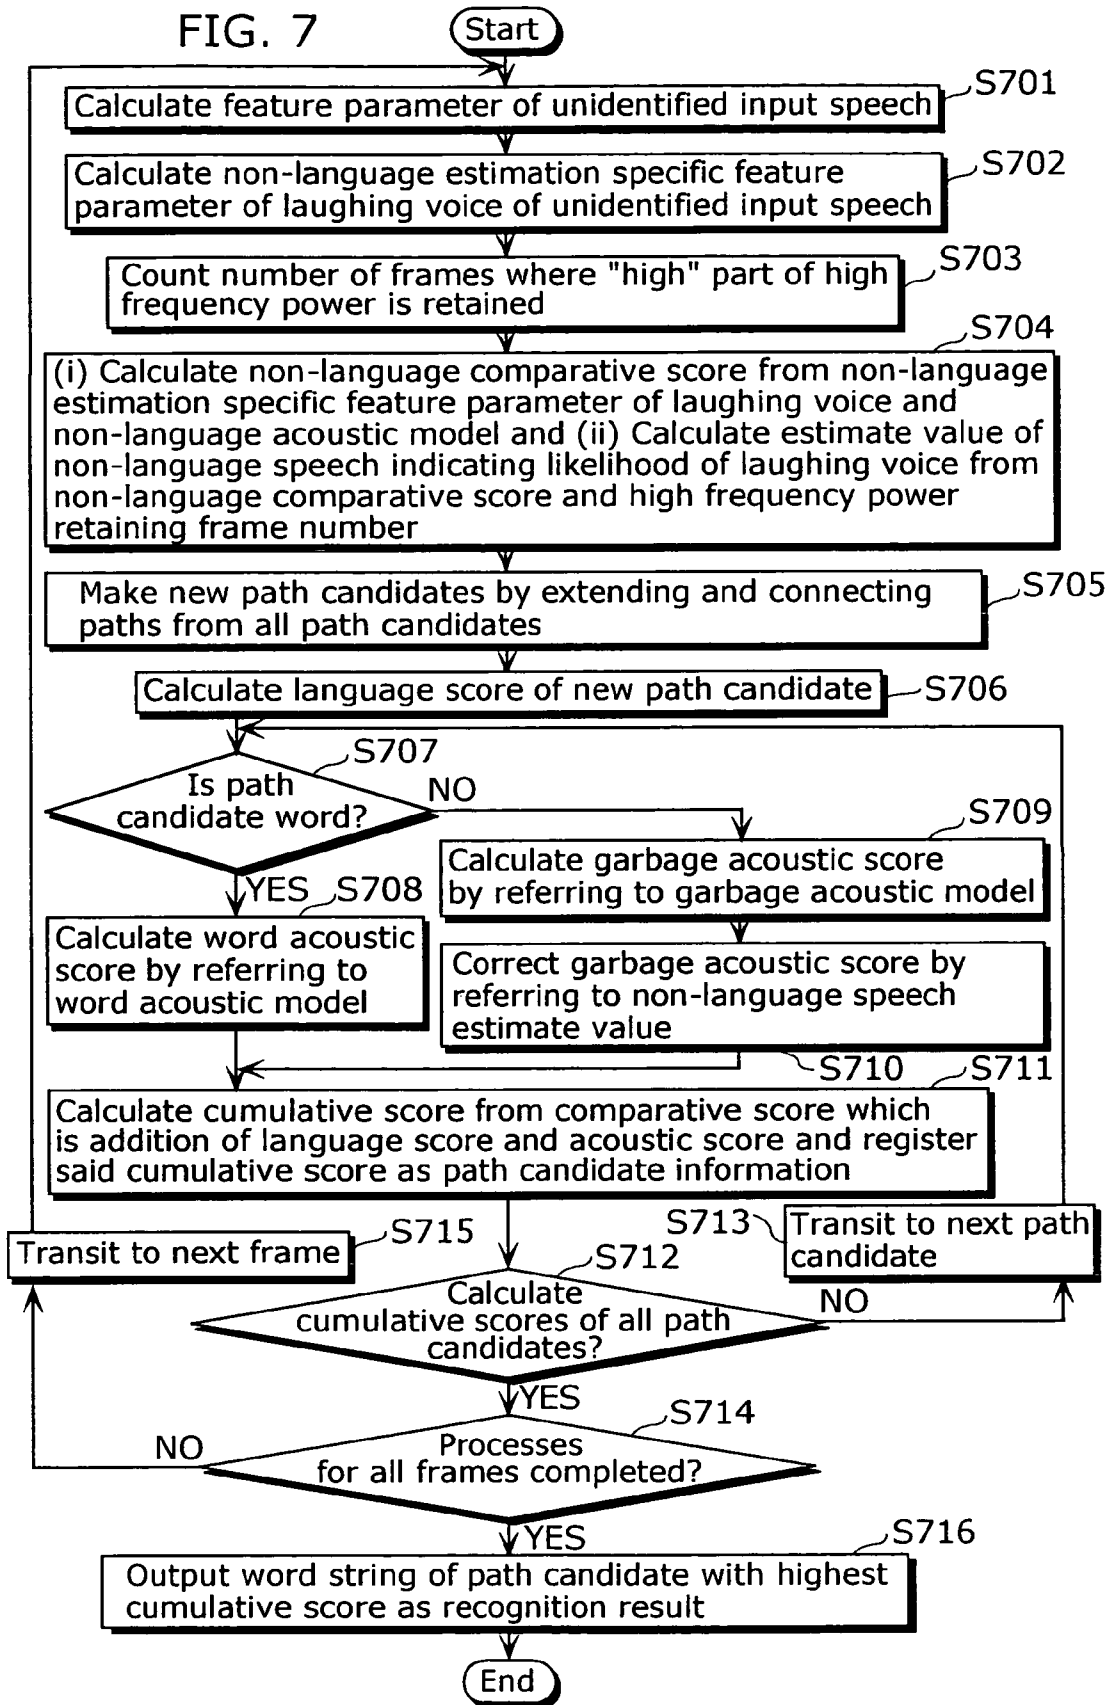 FIG. 7
Start
S701
Calculate feature parameter of unidentified input speech
S702
Calculate non-language estimation specific feature
parameter of laughing voice of unidentified input speech
S703
Count number of frames where "high" part of high
frequency power is retained
S704
(i) Calculate non-language comparative score from non-language
estimation specific feature parameter of laughing voice and
non-language acoustic model and (ii) Calculate estimate value of
non-language speech indicating likelihood of laughing voice from
non-language comparative score and high frequency power
retaining frame number
S705
Make new path candidates by extending and connecting
paths from all path candidates
Calculate language score of new path candidate
S706
S707
Is path
candidate word?
NO
YES
S708
Calculate word acoustic
score by referring to
word acoustic model
S709
Calculate garbage acoustic score
by referring to garbage acoustic model
Correct garbage acoustic score by
referring to non-language speech
estimate value
S710
S711
Calculate cumulative score from comparative score which
is addition of language score and acoustic score and register
said cumulative score as path candidate information
S715
Transit to next frame
S713
Transit to next path
candidate
S712
Calculate
cumulative scores of all path
candidates?
NO
YES
S714
Processes
for all frames completed?
NO
YES
S716
Output word string of path candidate with highest
cumulative score as recognition result
End